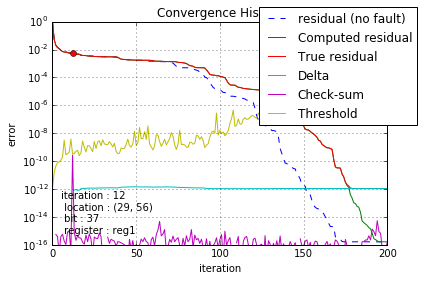 Convergence His
residual (no fault)
Computed residual
True residual
Delta
Check-sum
Threshold
10^0
10^-2
10^-4
10^-6
10^-8
10^-10
10^-12
10^-14
10^-16
error
iteration : 12
location : (29, 56)
bit : 37
register : reg1
0
50
100
150
200
iteration